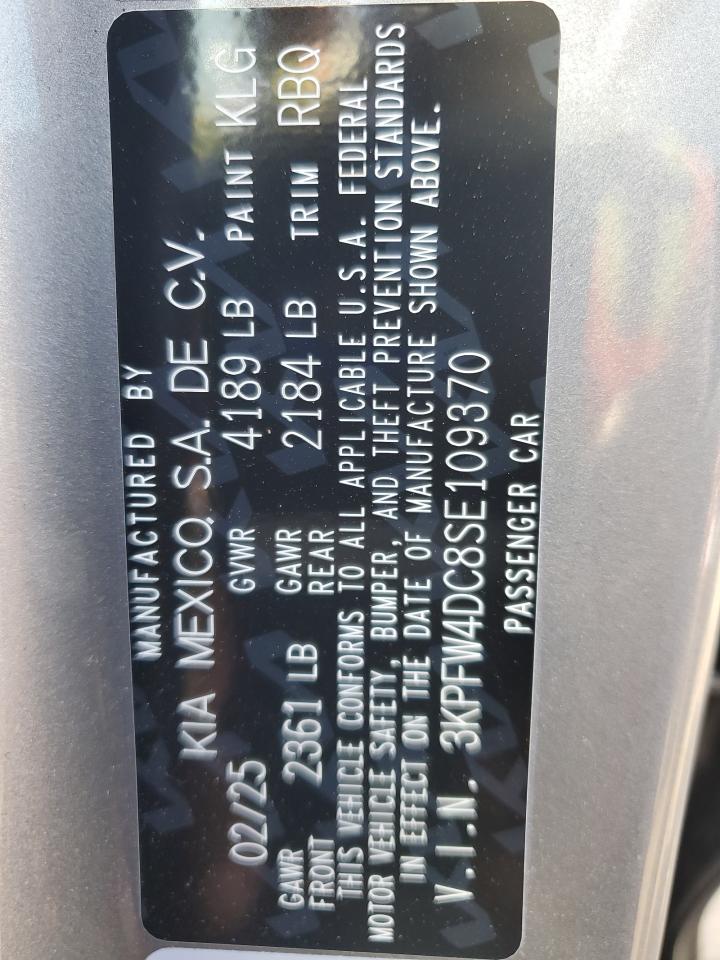 MANUFACTURED BY
KIA MEXICO, S.A. DE C.V.
02/25 GVWR 4189 LB PAINT KLG
GAWR FRONT 2361 LB GAWR REAR 2184 LB TRIM RBQ
THIS VEHICLE CONFORMS TO ALL APPLICABLE U.S.A. FEDERAL
MOTOR VEHICLE SAFETY, BUMPER, AND THEFT PREVENTION STANDARDS
IN EFFECT ON THE DATE OF MANUFACTURE SHOWN ABOVE.
V.I.N. 3KPFW4DC8SE109370
PASSENGER CAR